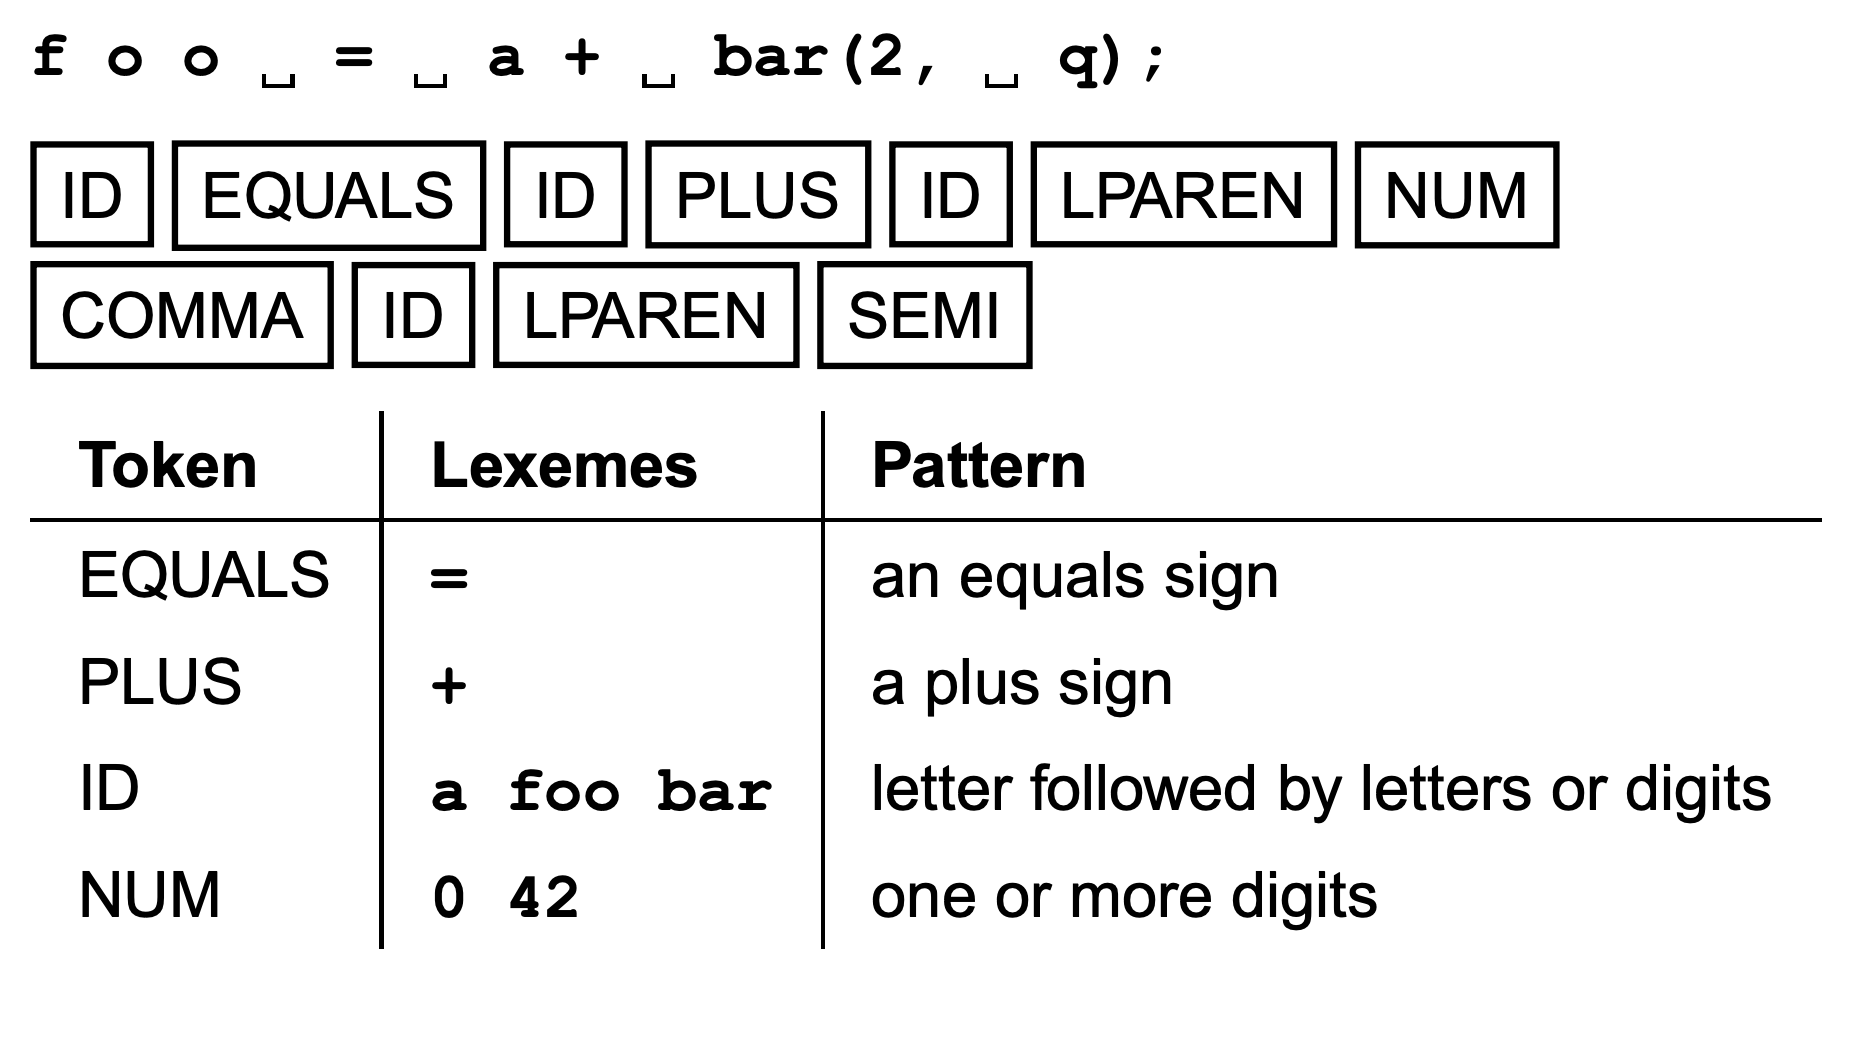 f o o ␣ = ␣ a + ␣ bar(2, ␣ q);
ID EQUALS ID PLUS ID LPAREN NUM
COMMA ID LPAREN SEMI
Token Lexemes Pattern
EQUALS = an equals sign
PLUS + a plus sign
ID a foo bar letter followed by letters or digits
NUM 0 42 one or more digits